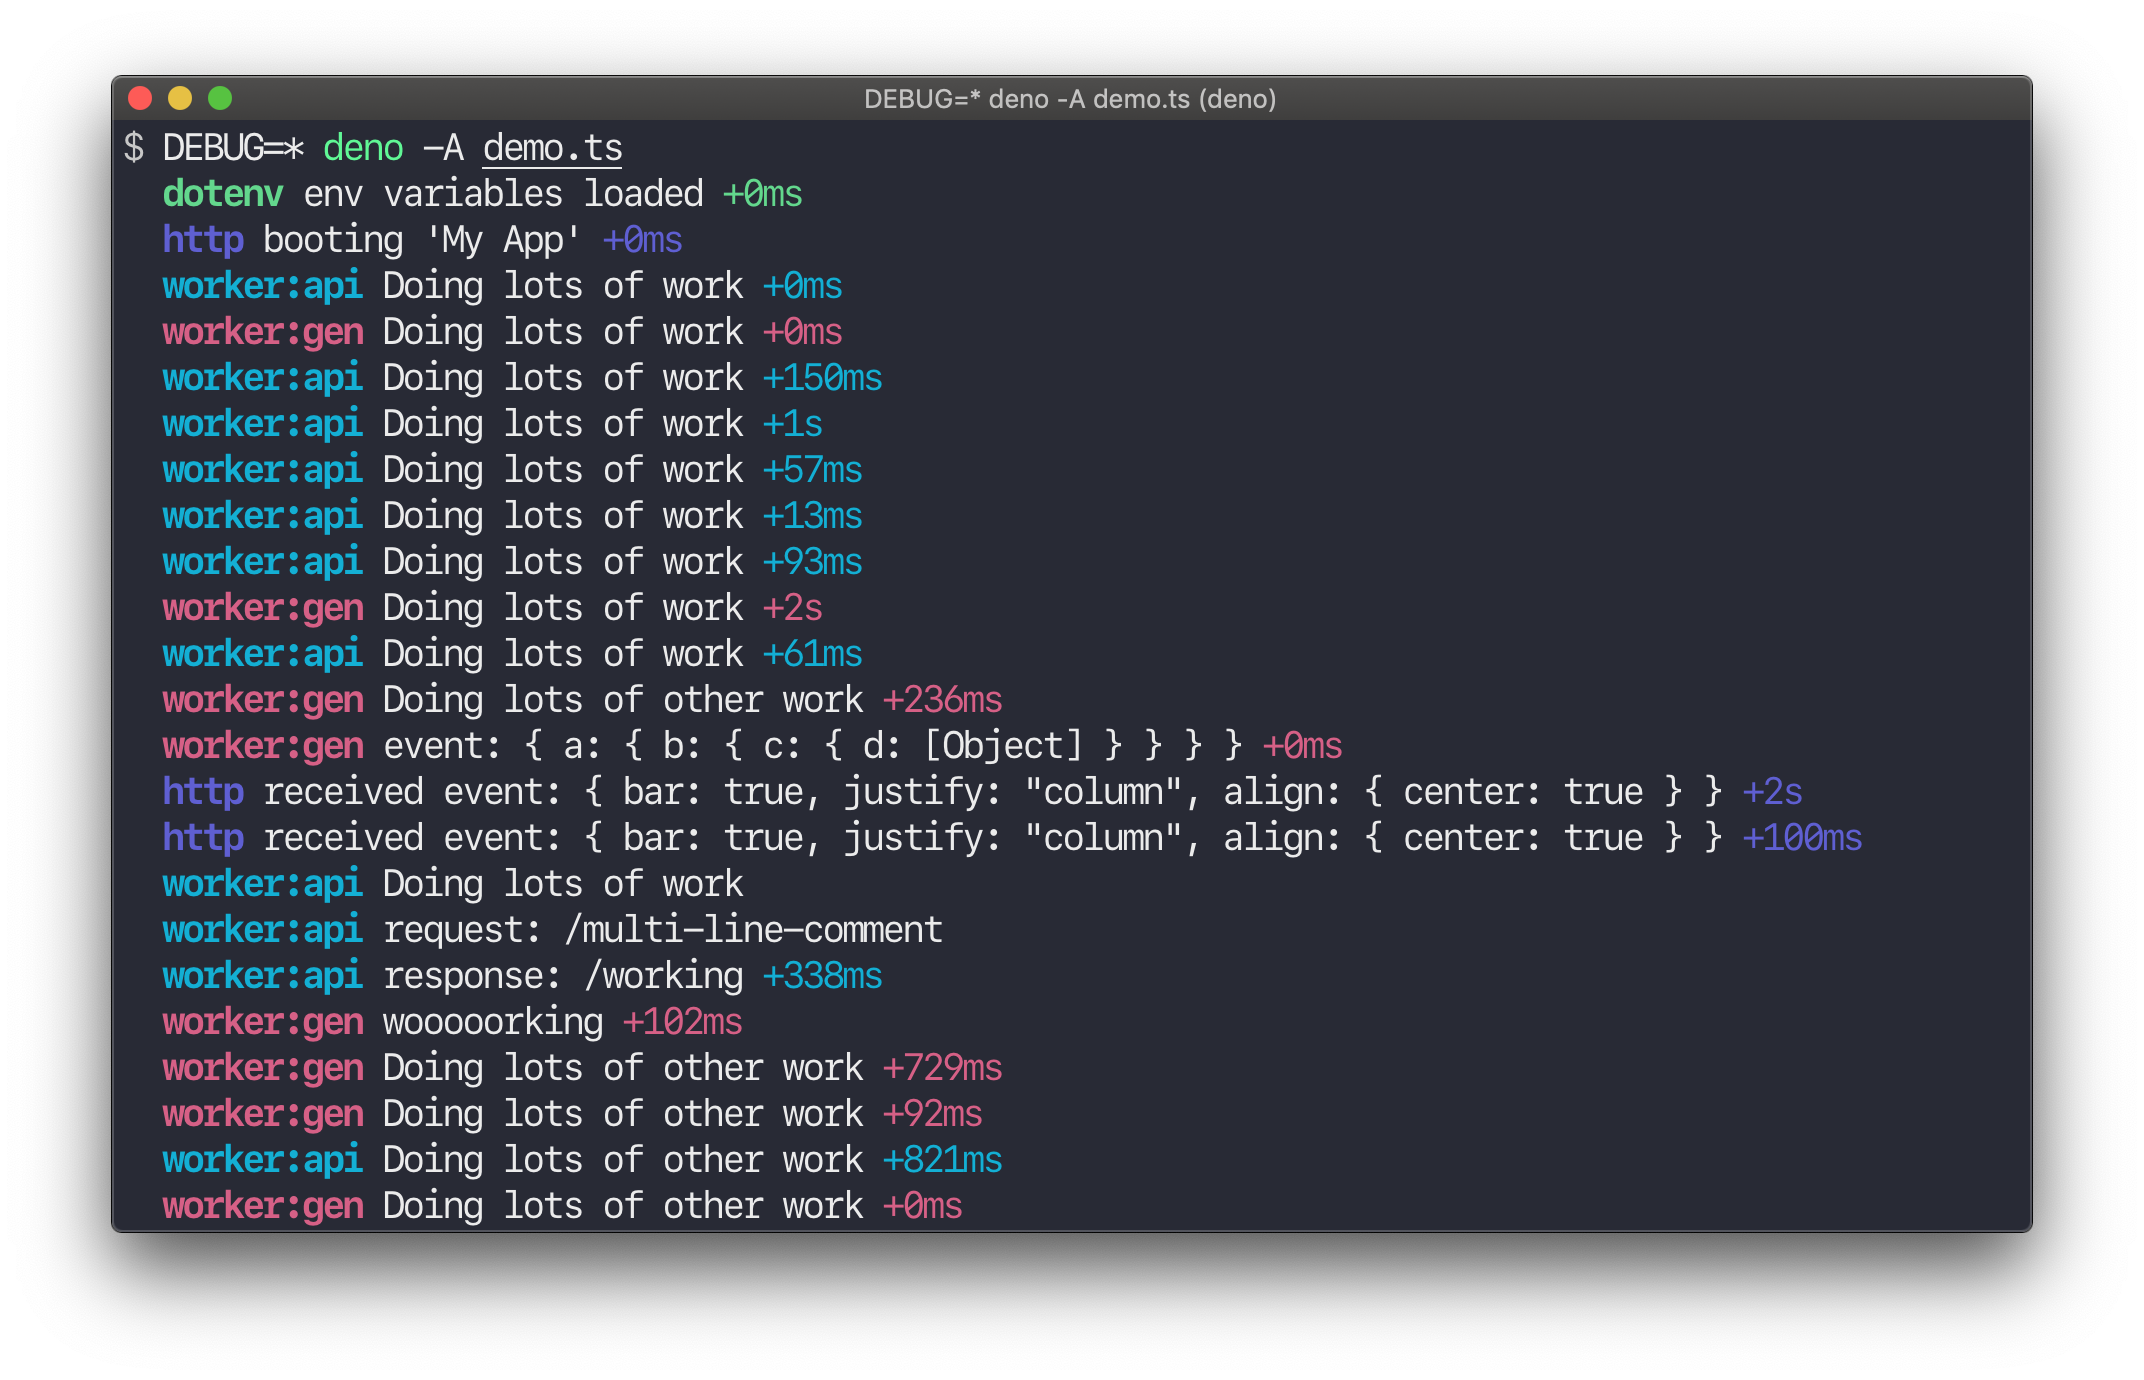 DEBUG=* deno -A demo.ts (deno)
$ DEBUG=* deno -A demo.ts
dotenv env variables loaded +0ms
http booting 'My App' +0ms
worker:api Doing lots of work +0ms
worker:gen Doing lots of work +0ms
worker:api Doing lots of work +150ms
worker:api Doing lots of work +1s
worker:api Doing lots of work +57ms
worker:api Doing lots of work +13ms
worker:api Doing lots of work +93ms
worker:gen Doing lots of work +2s
worker:api Doing lots of work +61ms
worker:gen Doing lots of other work +236ms
worker:gen event: { a: { b: { c: { d: [Object] } } } } +0ms
http received event: { bar: true, justify: "column", align: { center: true } } +2s
http received event: { bar: true, justify: "column", align: { center: true } } +100ms
worker:api Doing lots of work
worker:api request: /multi-line-comment
worker:api response: /working +338ms
worker:gen wooooorking +102ms
worker:gen Doing lots of other work +729ms
worker:gen Doing lots of other work +92ms
worker:api Doing lots of other work +821ms
worker:gen Doing lots of other work +0ms